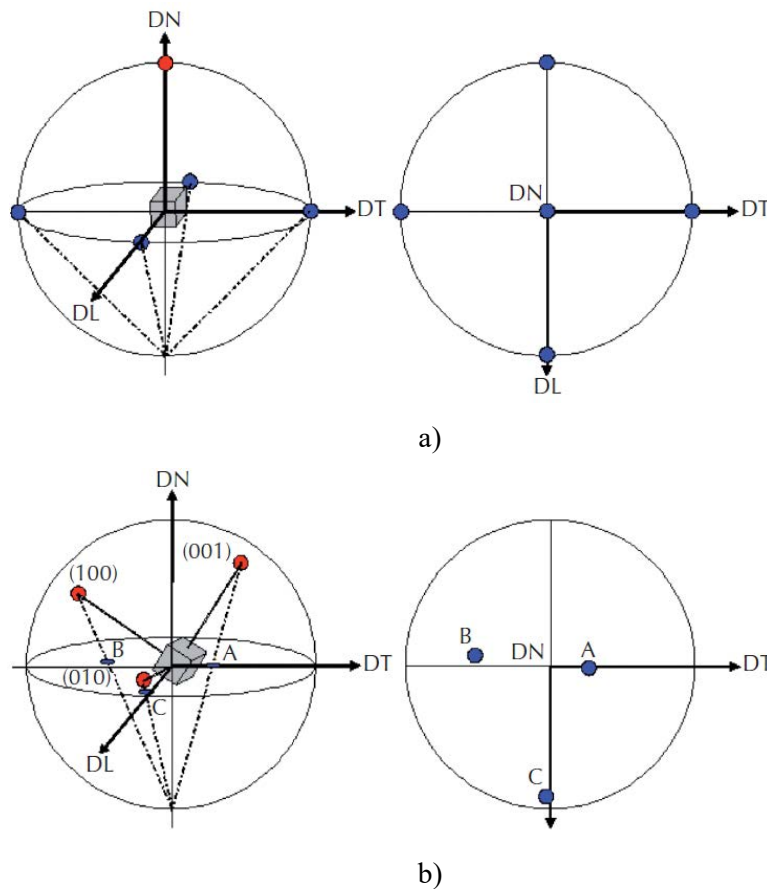 DN
DT
DL
DN
DT
DL
a)
DN
(001)
(100)
B
A
DT
(010)
C
DL
B
DN
A
DT
C
b)